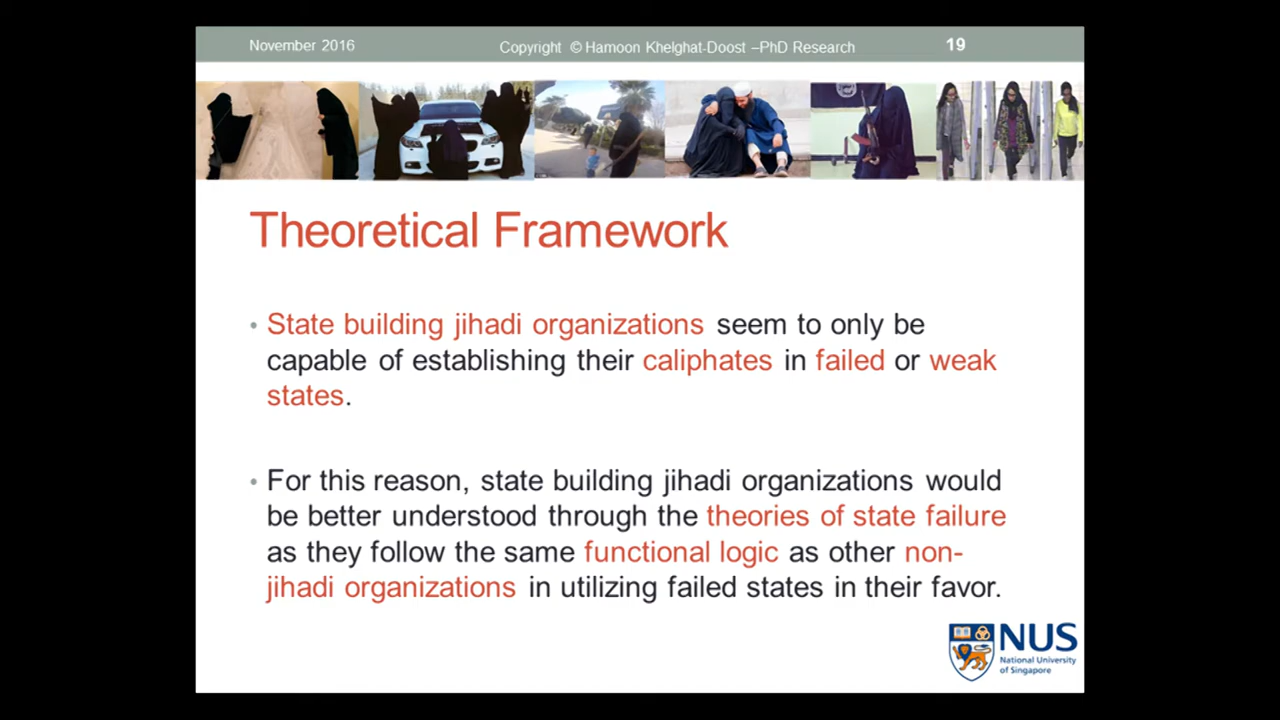 November 2016 Copyright © Hamoon Khelghat-Doost –PhD Research 19
Theoretical Framework
• State building jihadi organizations seem to only be
capable of establishing their caliphates in failed or weak
states.
• For this reason, state building jihadi organizations would
be better understood through the theories of state failure
as they follow the same functional logic as other non-
jihadi organizations in utilizing failed states in their favor.
NUS
National University
of Singapore